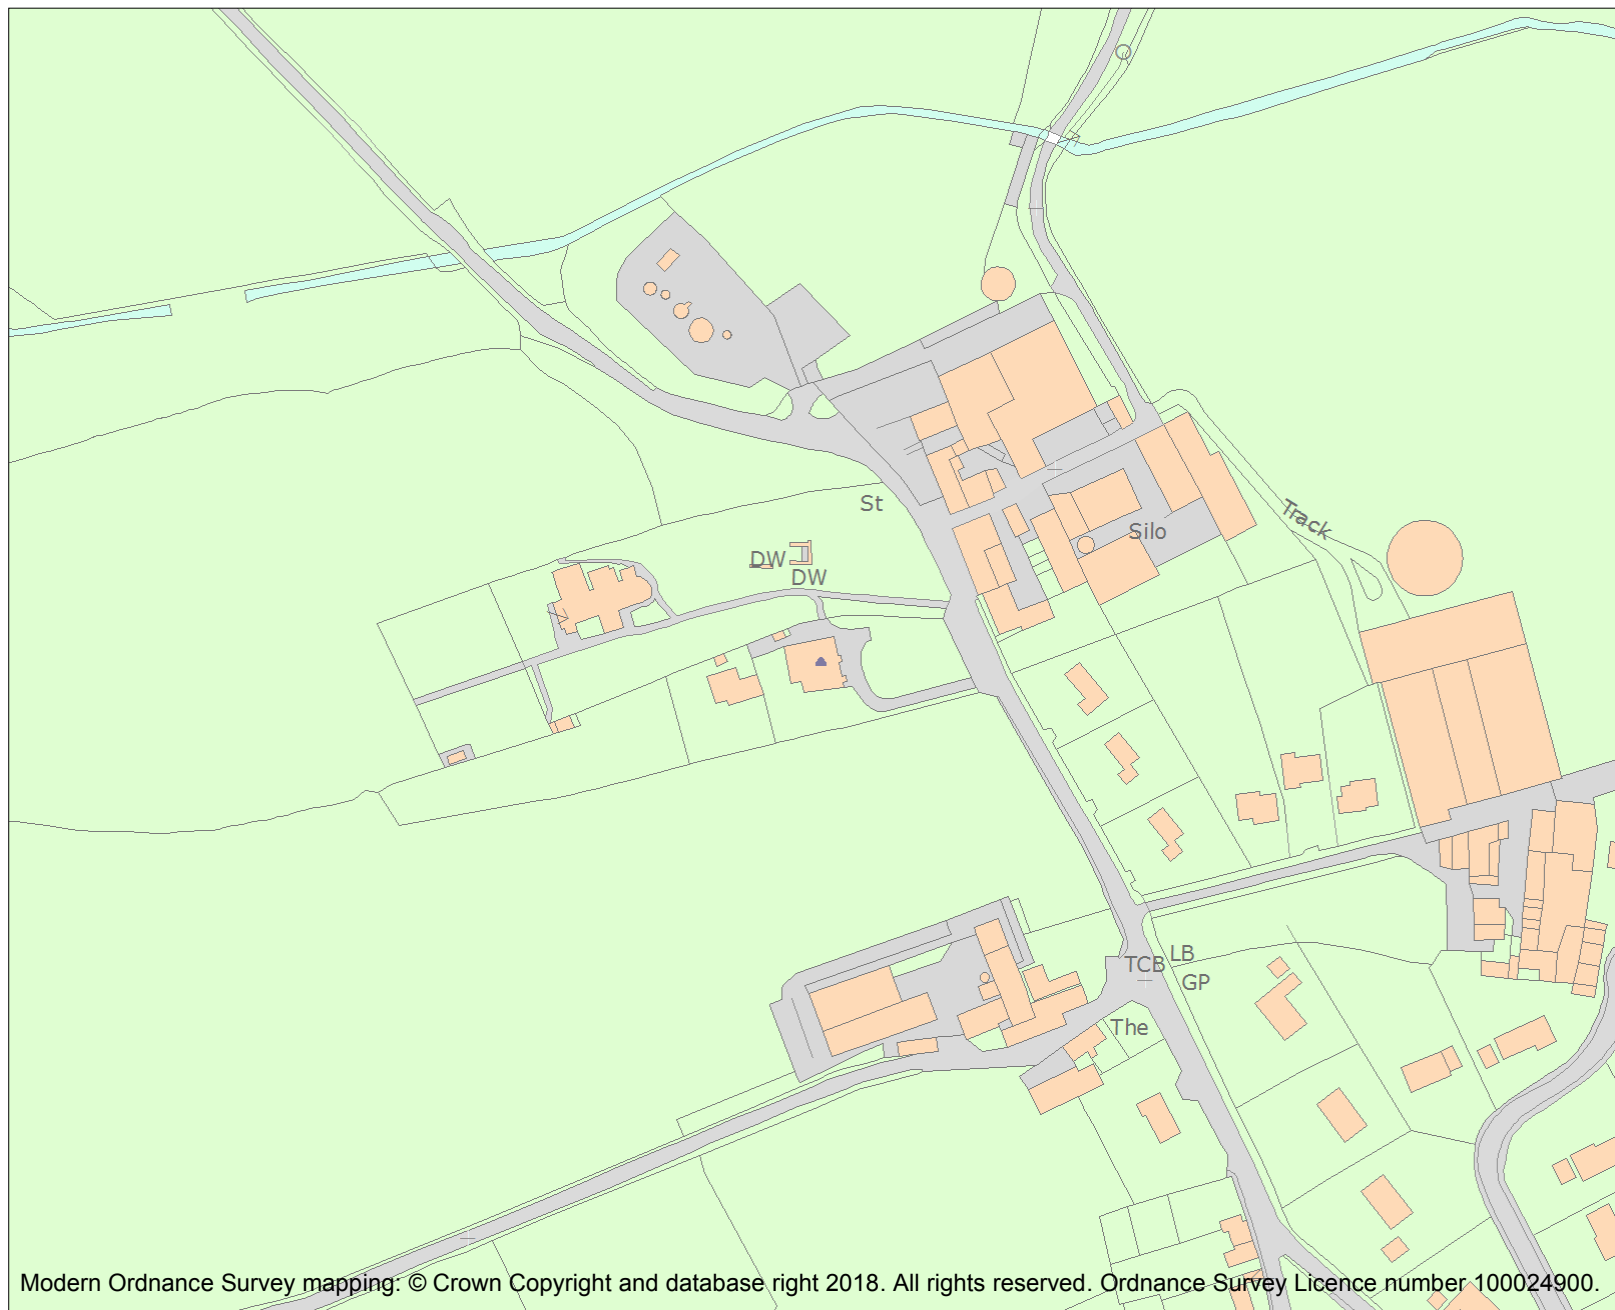 St
Track
Silo
DW
DW
LB
TCB
GP
The
Modern Ordnance Survey mapping: © Crown Copyright and database right 2018. All rights reserved. Ordnance Survey Licence number 100024900.